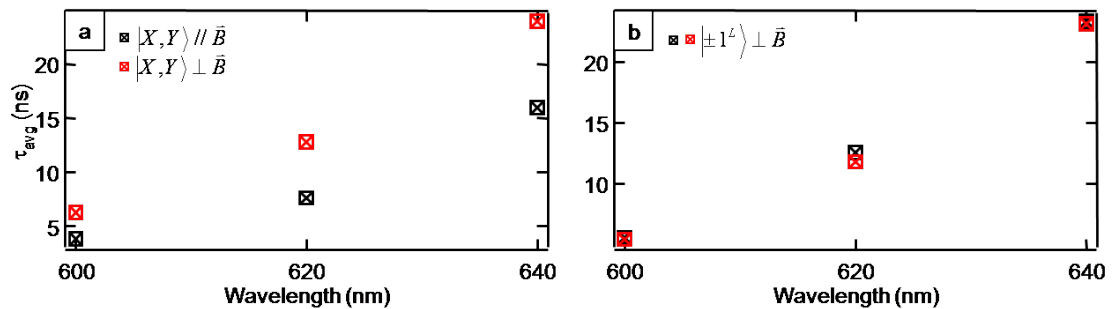 a
|X,Y⟩ // B⃗
|X,Y⟩ ⊥ B⃗
τavg (ns)
20
15
10
5
600
620
640
Wavelength (nm)
b
|±1ᴸ⟩ ⊥ B⃗
20
15
10
600
620
640
Wavelength (nm)